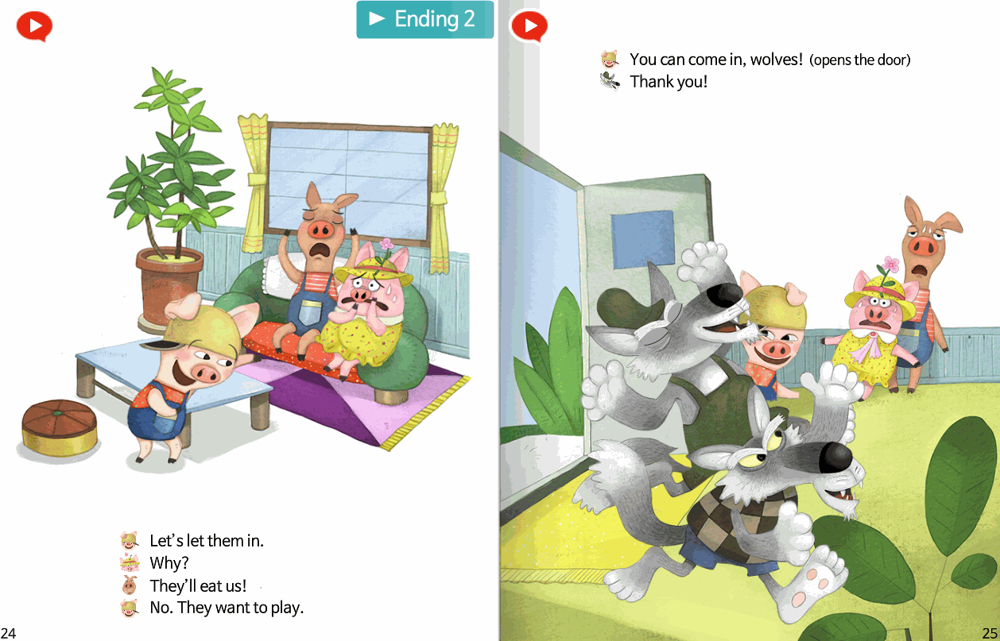 Ending 2
Let's let them in.
Why?
They'll eat us!
No. They want to play.
24
You can come in, wolves! (opens the door)
Thank you!
25